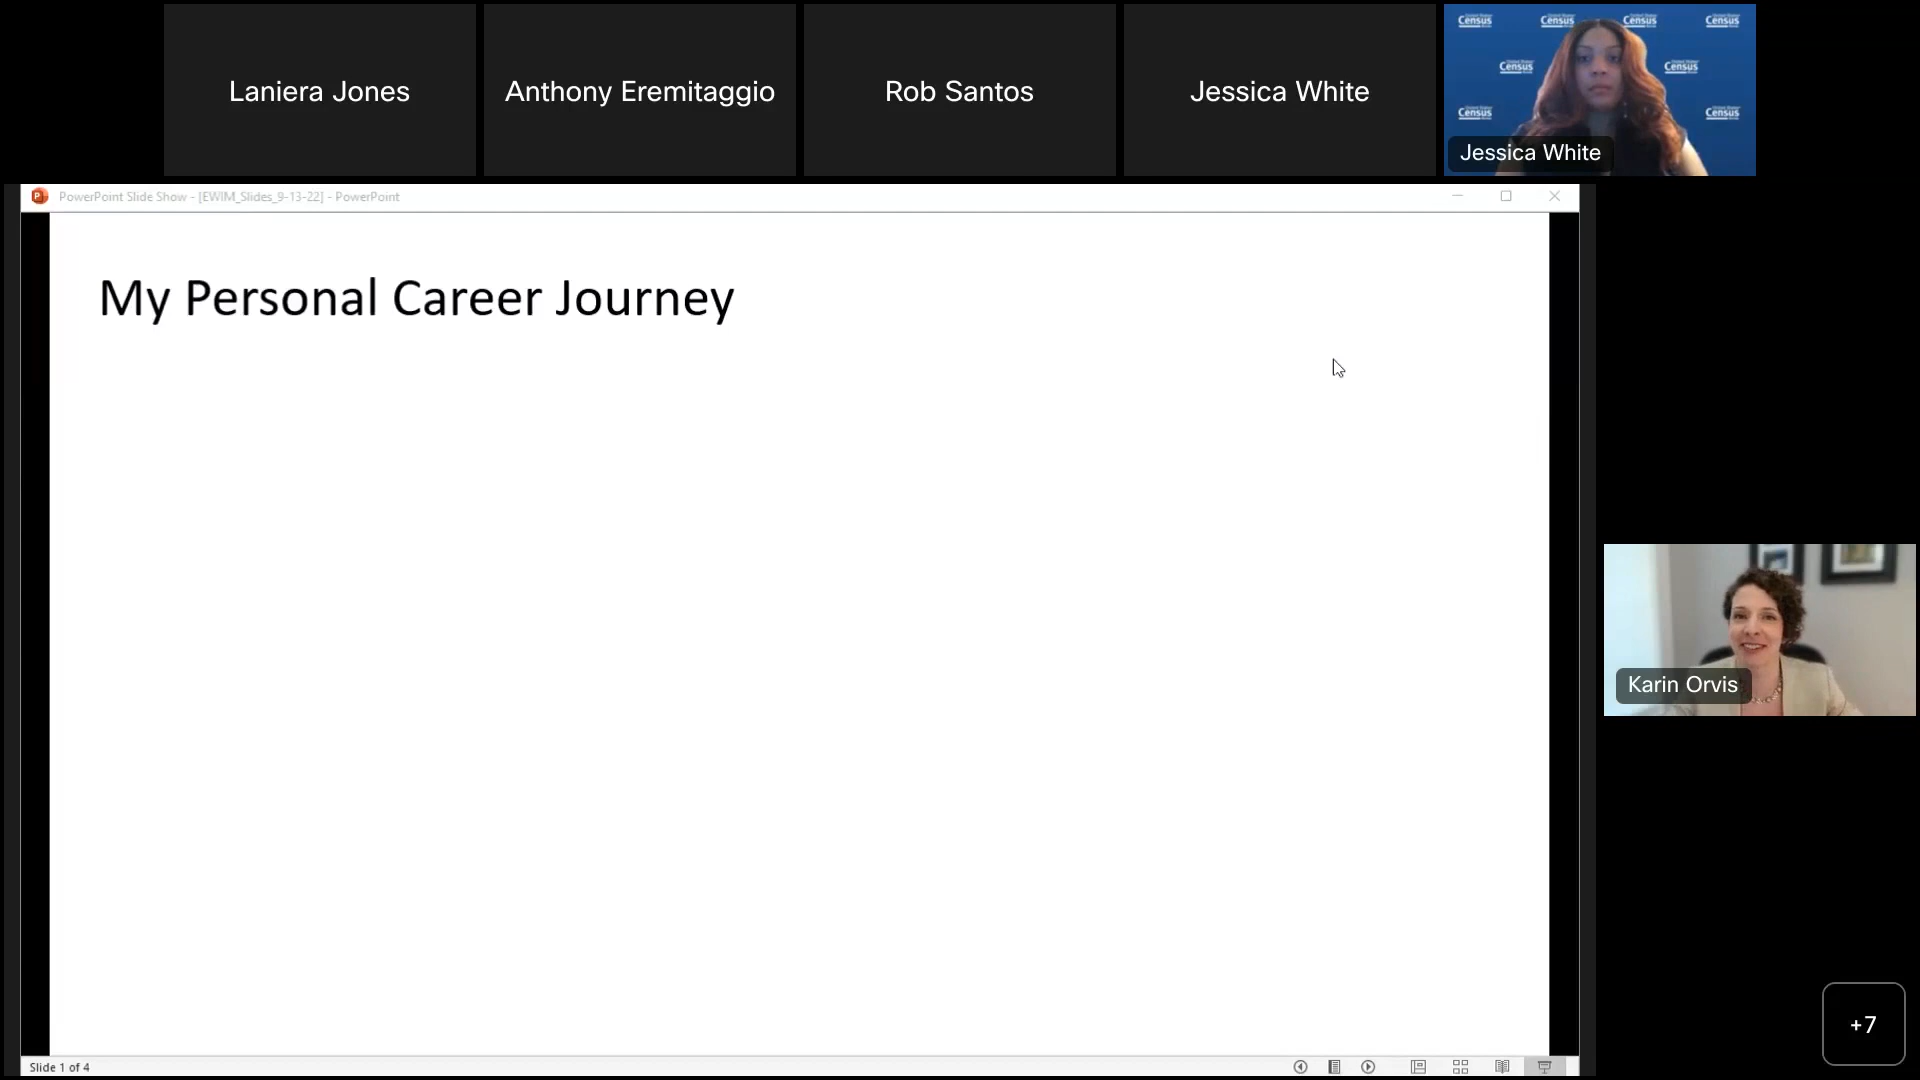 Laniera Jones
Anthony Eremitaggio
Rob Santos
Jessica White
Census
Census
Census
Census
Census
Census
Census
Census
Jessica White
PowerPoint Slide Show - [EWIM_Slides_9-13-22] - PowerPoint
My Personal Career Journey
Karin Orvis
+7
Slide 1 of 4